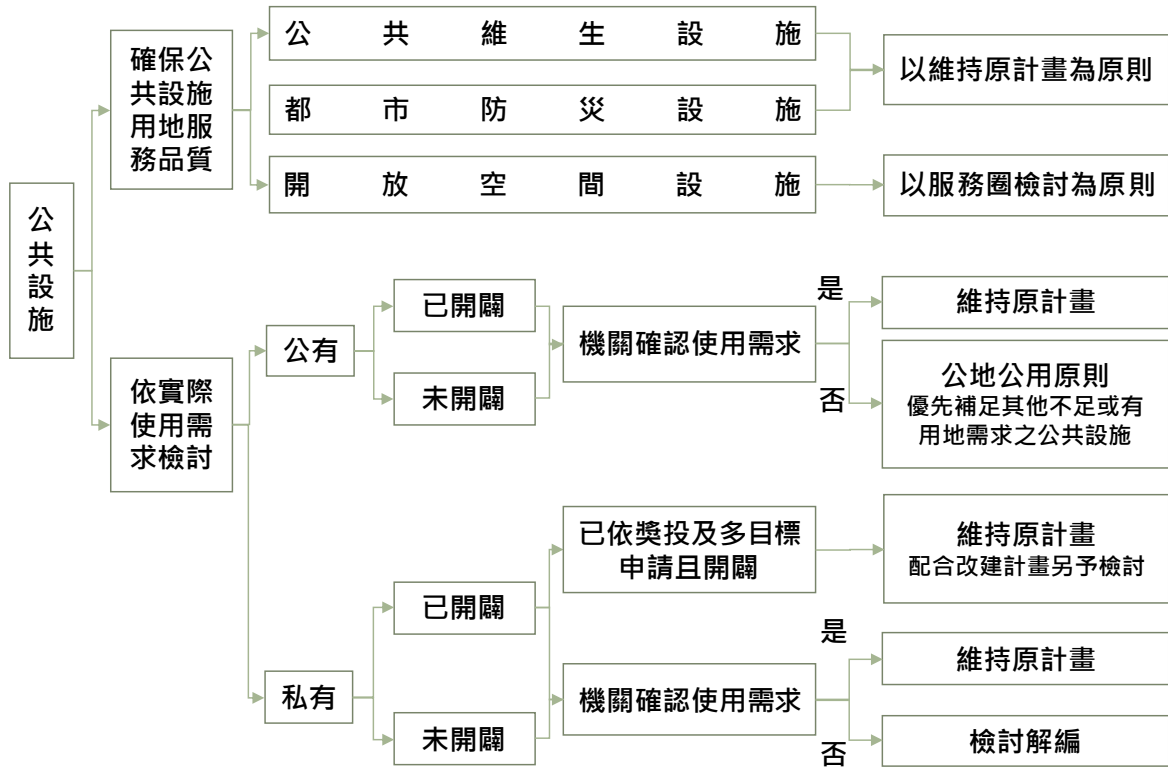 公
共
設
施
確保公
共設施
用地服
務品質
公共維生設施
都市防災設施
以維持原計畫為原則
開放空間設施
以服務圈檢討為原則
依實際
使用需
求檢討
公有
已開闢
未開闢
機關確認使用需求
是
維持原計畫
否
公地公用原則
優先補足其他不足或有
用地需求之公共設施
私有
已開闢
未開闢
已依獎投及多目標
申請且開闢
維持原計畫
配合改建計畫另予檢討
機關確認使用需求
是
維持原計畫
否
檢討解編